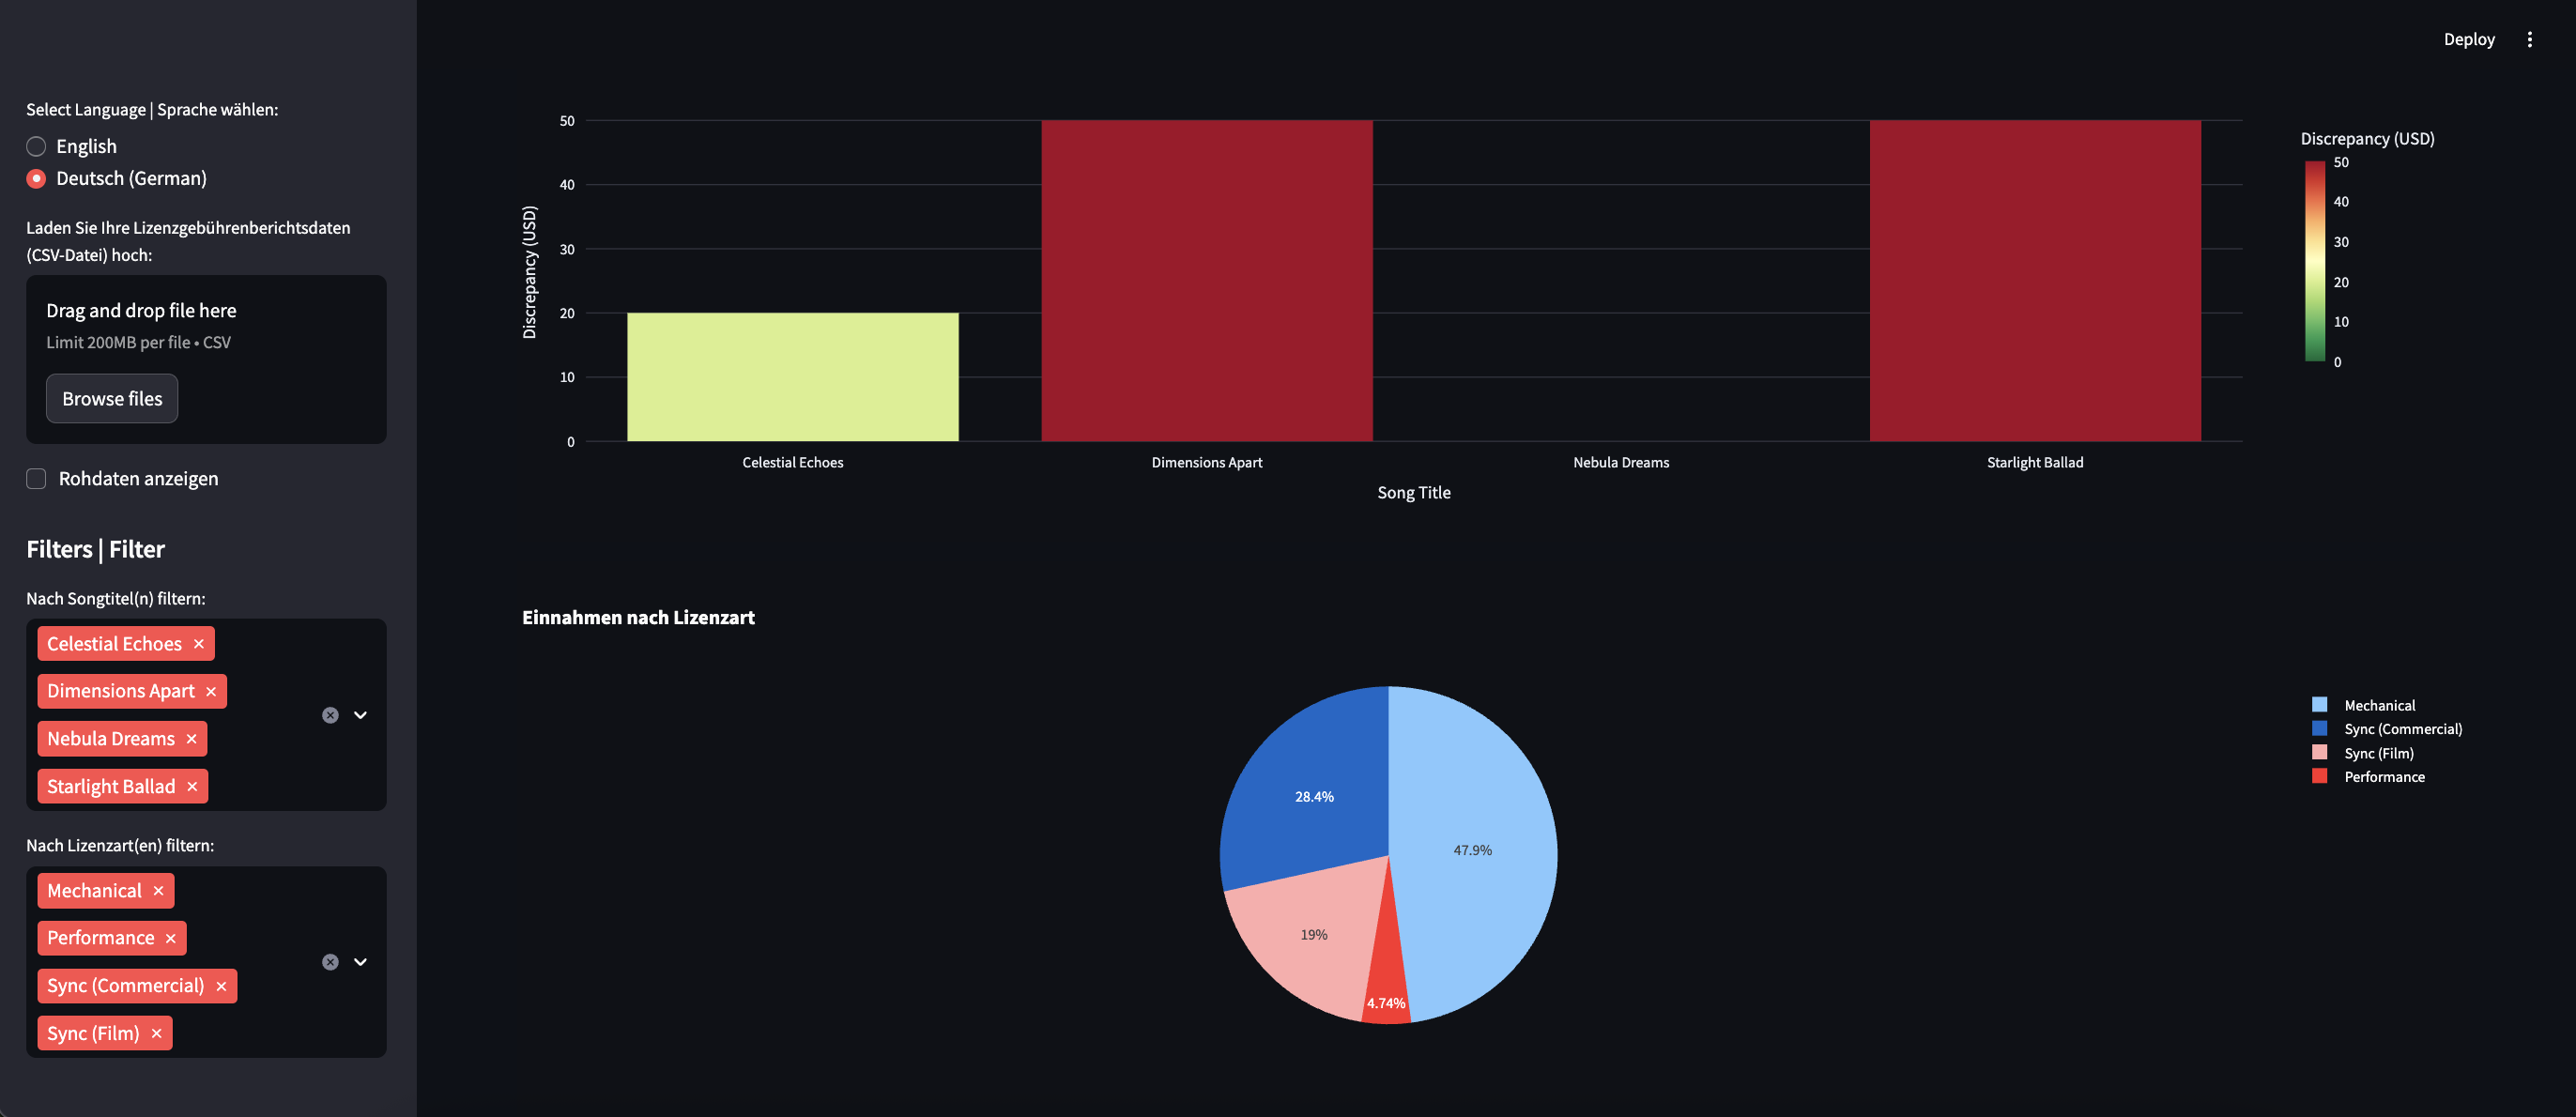 Deploy
Select Language | Sprache wählen:
English
Deutsch (German)
Laden Sie Ihre Lizenzgebührenberichtsdaten
(CSV-Datei) hoch:
Drag and drop file here
Limit 200MB per file • CSV
Browse files
Rohdaten anzeigen
Filters | Filter
Nach Songtitel(n) filtern:
Celestial Echoes
Dimensions Apart
Nebula Dreams
Starlight Ballad
Nach Lizenzart(en) filtern:
Mechanical
Performance
Sync (Commercial)
Sync (Film)
Discrepancy (USD)
50
40
30
20
10
0
Celestial Echoes
Dimensions Apart
Nebula Dreams
Starlight Ballad
Song Title
Discrepancy (USD)
50
40
30
20
10
0
Einnahmen nach Lizenzart
28.4%
47.9%
19%
4.74%
Mechanical
Sync (Commercial)
Sync (Film)
Performance